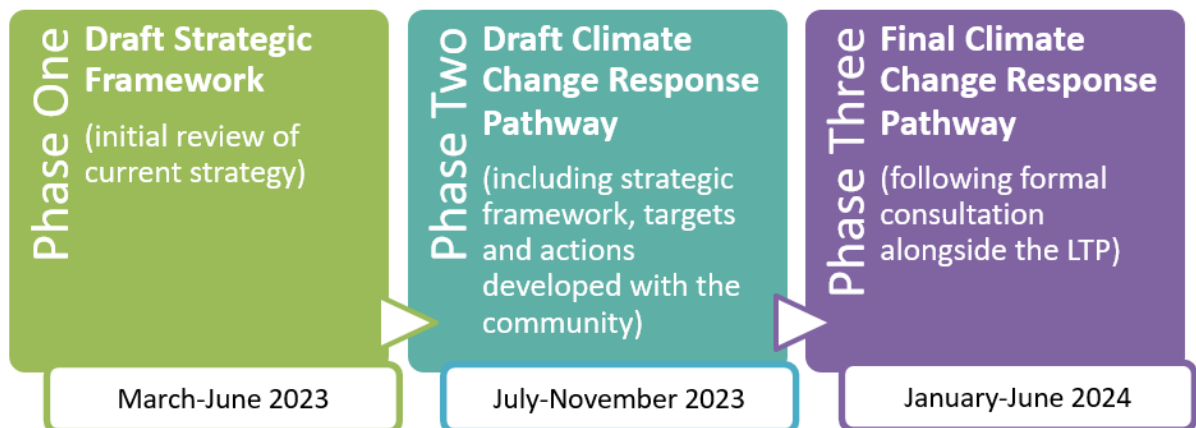 Phase One
Draft Strategic
Framework
(initial review of
current strategy)
March-June 2023
Phase Two
Draft Climate
Change Response
Pathway
(including strategic
framework, targets
and actions
developed with the
community)
July-November 2023
Phase Three
Final Climate
Change Response
Pathway
(following formal
consultation
alongside the LTP)
January-June 2024